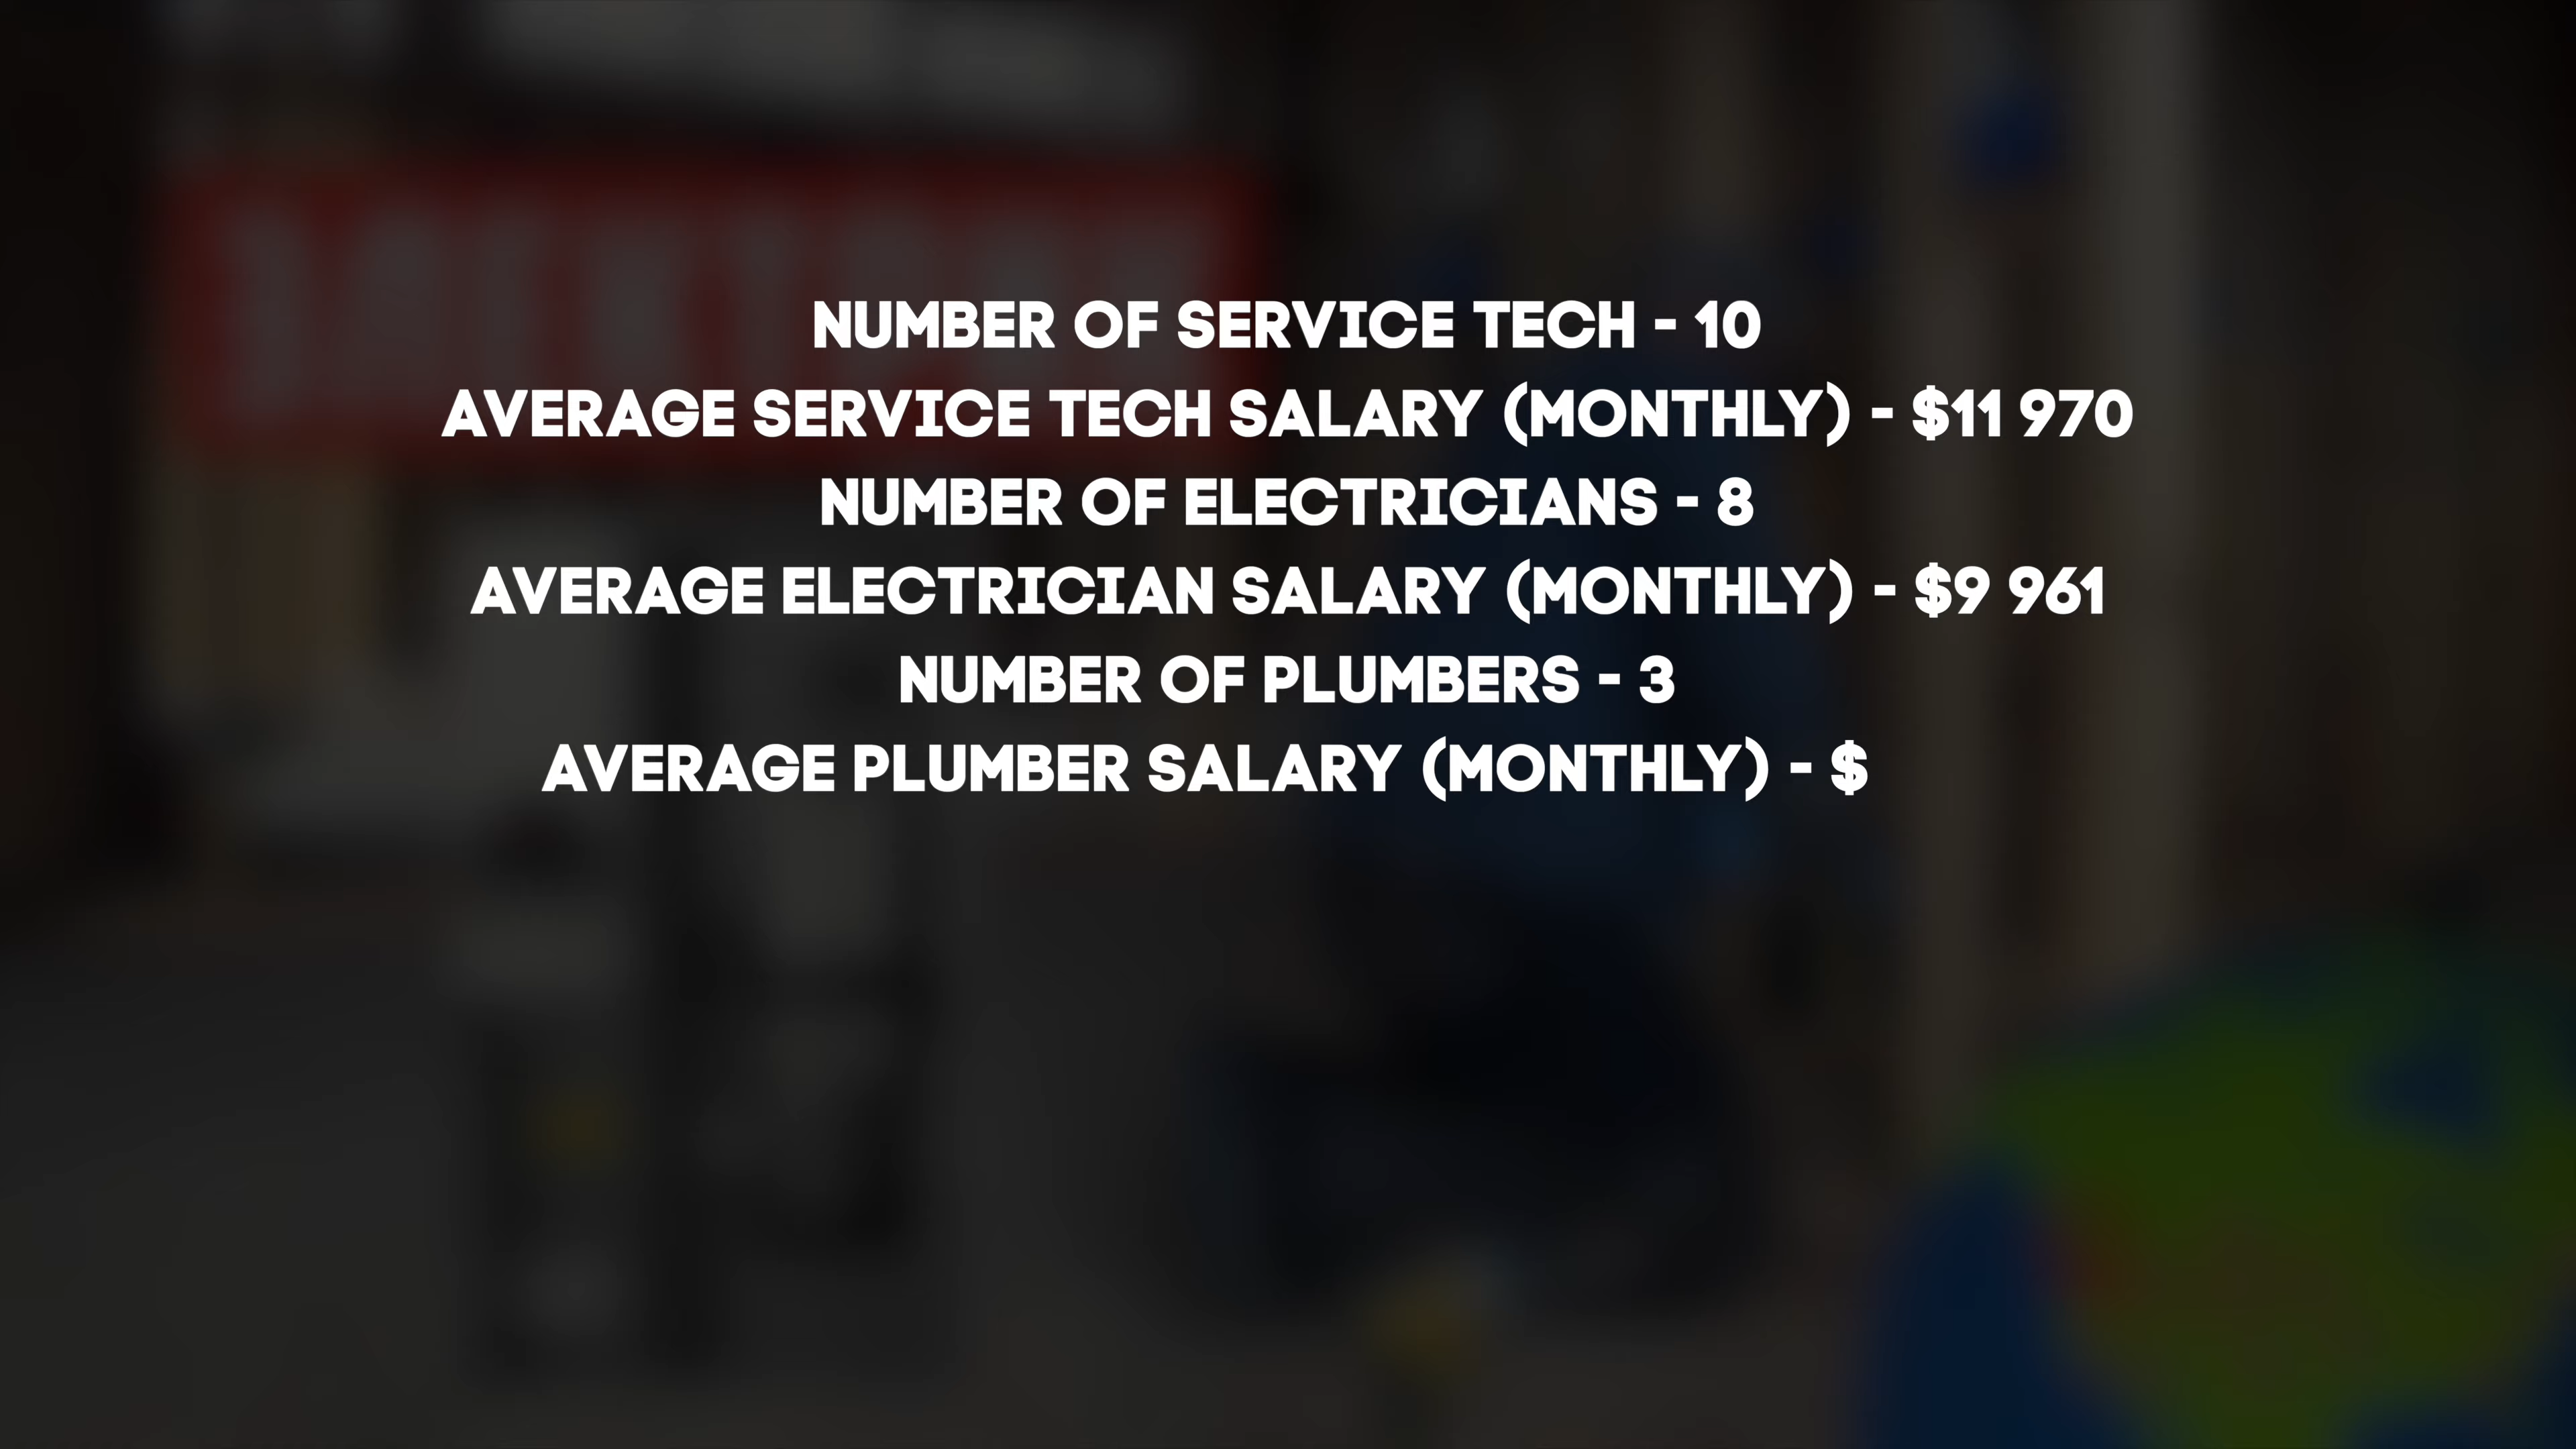 NUMBER OF SERVICE TECH - 10
AVERAGE SERVICE TECH SALARY (MONTHLY) - $11 970
NUMBER OF ELECTRICIANS - 8
AVERAGE ELECTRICIAN SALARY (MONTHLY) - $9 961
NUMBER OF PLUMBERS - 3
AVERAGE PLUMBER SALARY (MONTHLY) - $